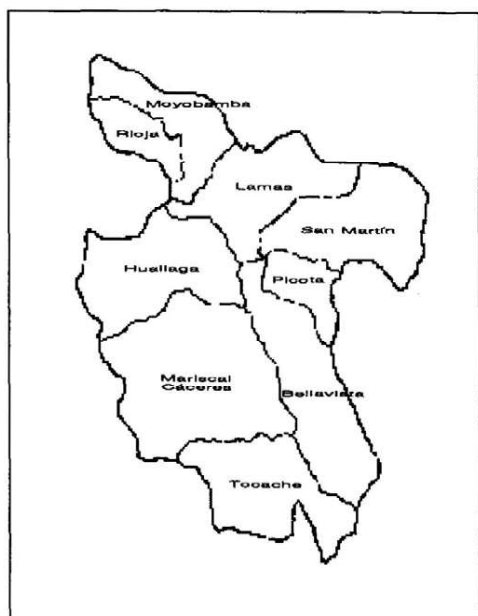 Moyobamba
Rioja
Lamas
San Martín
Huallaga
Picota
Mariscal
Cáceres
Bellavista
Tocache